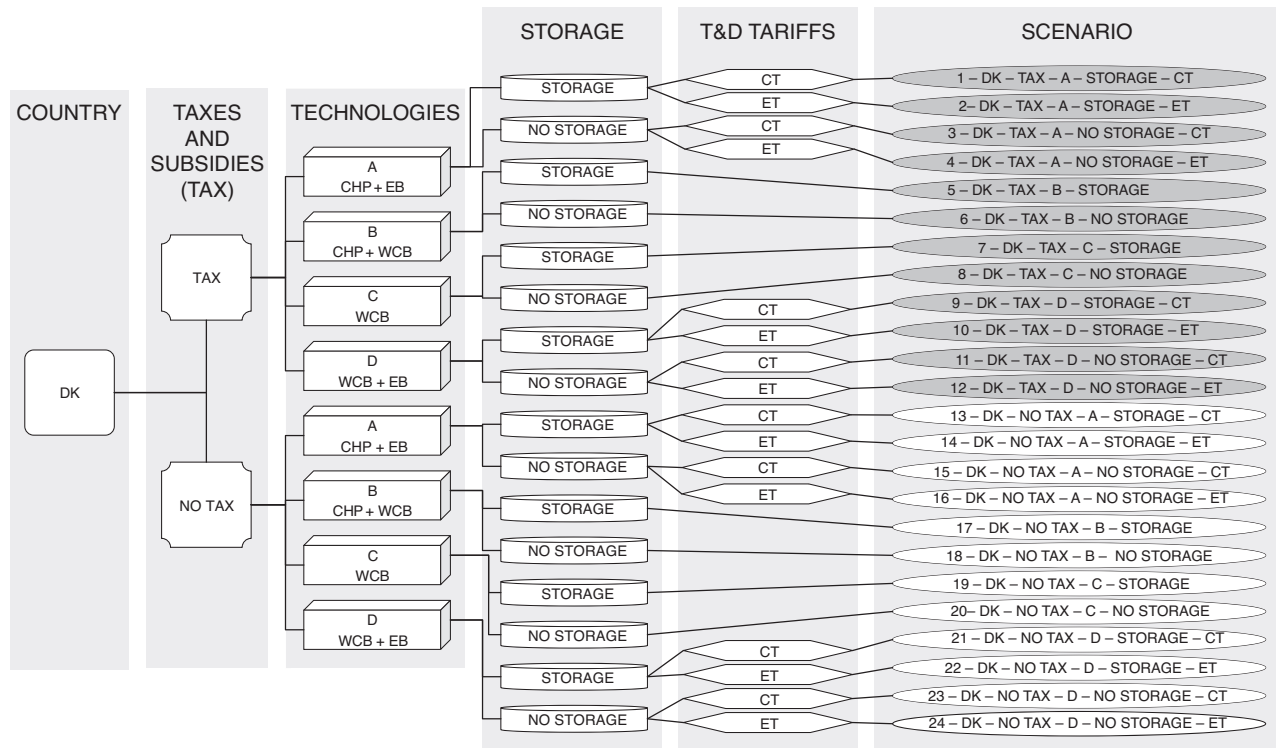 COUNTRY
TAXES
AND
SUBSIDIES
(TAX)
TECHNOLOGIES
STORAGE
T&D TARIFFS
SCENARIO
DK
TAX
NO TAX
A
CHP + EB
B
CHP + WCB
C
WCB
D
WCB + EB
A
CHP + EB
B
CHP + WCB
C
WCB
D
WCB + EB
STORAGE
NO STORAGE
STORAGE
NO STORAGE
STORAGE
NO STORAGE
STORAGE
NO STORAGE
STORAGE
NO STORAGE
STORAGE
NO STORAGE
STORAGE
NO STORAGE
STORAGE
NO STORAGE
CT
ET
CT
ET
CT
ET
CT
ET
CT
ET
CT
ET
CT
ET
CT
ET
1 – DK – TAX – A – STORAGE – CT
2– DK – TAX – A – STORAGE – ET
3 – DK – TAX – A – NO STORAGE – CT
4 – DK – TAX – A – NO STORAGE – ET
5 – DK – TAX – B – STORAGE
6 – DK – TAX – B – NO STORAGE
7 – DK – TAX – C – STORAGE
8 – DK – TAX – C – NO STORAGE
9 – DK – TAX – D – STORAGE – CT
10 – DK – TAX – D – STORAGE – ET
11 – DK – TAX – D – NO STORAGE – CT
12 – DK – TAX – D – NO STORAGE – ET
13 – DK – NO TAX – A – STORAGE – CT
14 – DK – NO TAX – A – STORAGE – ET
15 – DK – NO TAX – A – NO STORAGE – CT
16 – DK – NO TAX – A – NO STORAGE – ET
17 – DK – NO TAX – B – STORAGE
18 – DK – NO TAX – B – NO STORAGE
19 – DK – NO TAX – C – STORAGE
20– DK – NO TAX – C – NO STORAGE
21 – DK – NO TAX – D – STORAGE – CT
22 – DK – NO TAX – D – STORAGE – ET
23 – DK – NO TAX – D – NO STORAGE – CT
24 – DK – NO TAX – D – NO STORAGE – ET